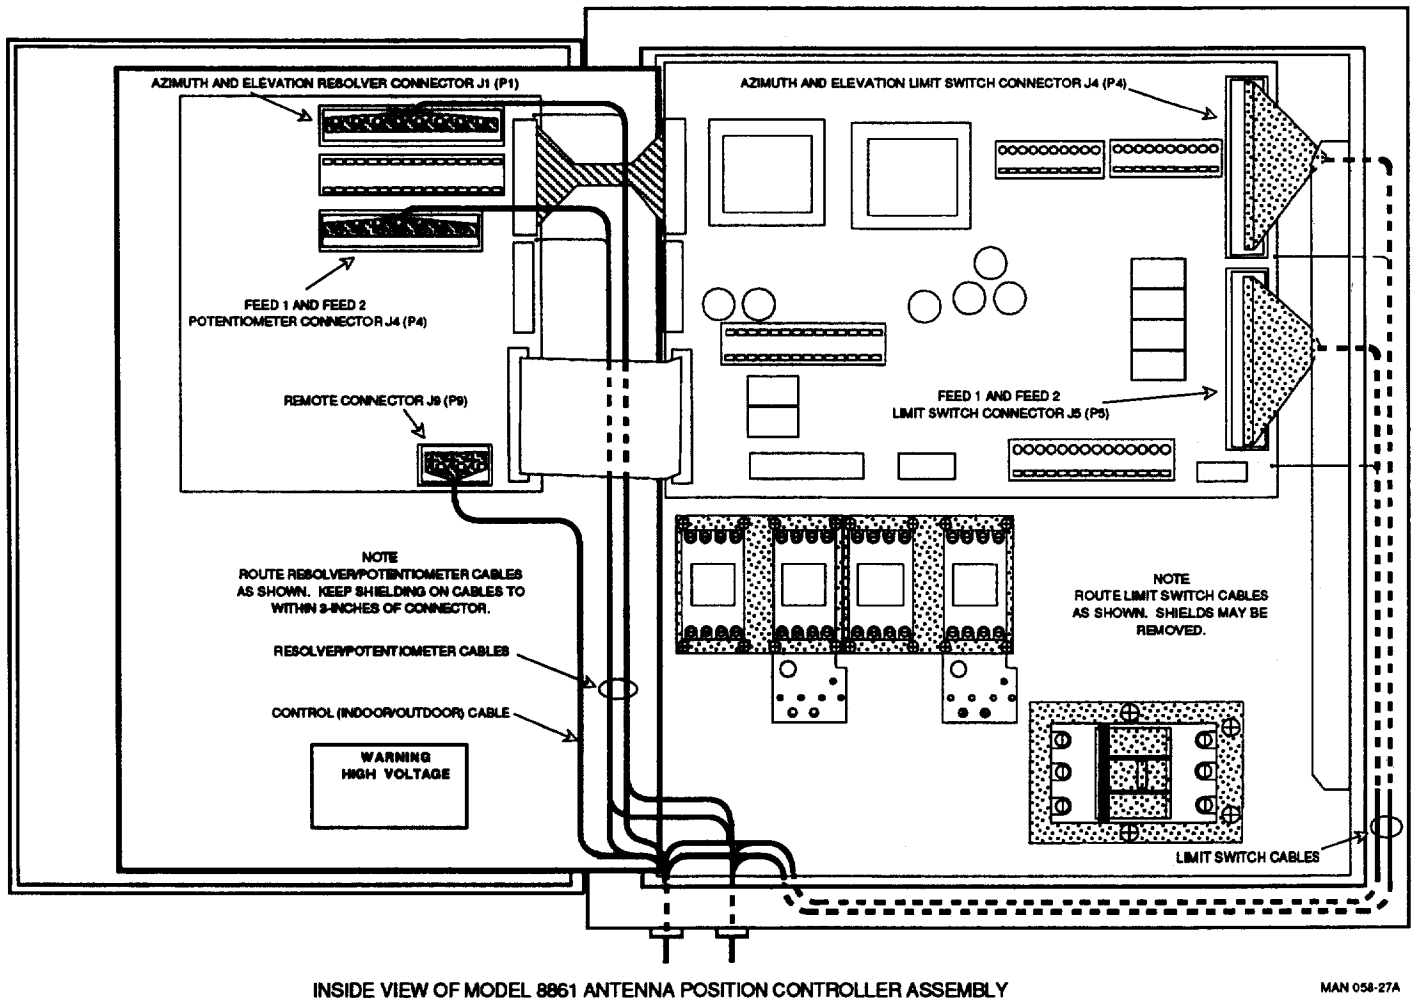 AZIMUTH AND ELEVATION RESOLVER CONNECTOR J1 (P1)
AZIMUTH AND ELEVATION LIMIT SWITCH CONNECTOR J4 (P4)
FEED 1 AND FEED 2
POTENTIOMETER CONNECTOR J4 (P4)
REMOTE CONNECTOR J9 (P9)
FEED 1 AND FEED 2
LIMIT SWITCH CONNECTOR J5 (P5)
NOTE
ROUTE RESOLVER/POTENTIOMETER CABLES
AS SHOWN. KEEP SHIELDING ON CABLES TO
WITHIN 3-INCHES OF CONNECTOR.
NOTE
ROUTE LIMIT SWITCH CABLES
AS SHOWN. SHIELDS MAY BE
REMOVED.
RESOLVER/POTENTIOMETER CABLES
CONTROL (INDOOR/OUTDOOR) CABLE
WARNING
HIGH VOLTAGE
LIMIT SWITCH CABLES
INSIDE VIEW OF MODEL 8861 ANTENNA POSITION CONTROLLER ASSEMBLY
MAN 058-27A